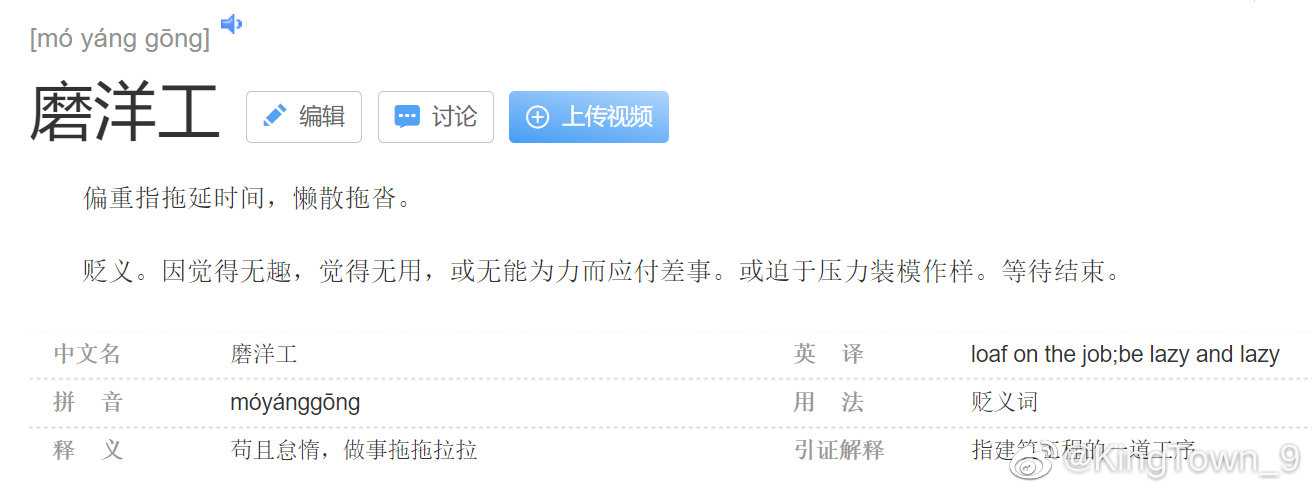 [mó yáng gōng]
磨洋工 编辑 讨论 上传视频
偏重指拖延时间，懒散拖沓。
贬义。因觉得无趣，觉得无用，或无能为力而应付差事。或迫于压力装模作样。等待结束。
中文名 磨洋工 英 译 loaf on the job;be lazy and lazy
拼 音 móyánggōng 用 法 贬义词
释 义 苟且怠惰，做事拖拖拉拉 引证解释 指建筑工程的一道工序
@KingTown_9